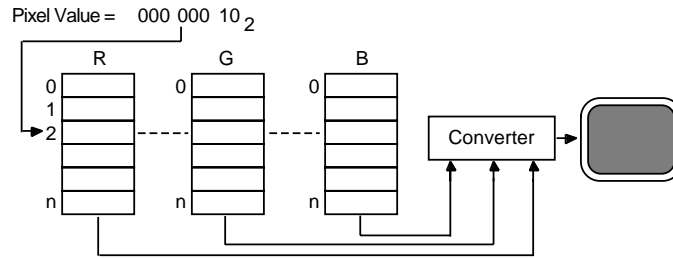 Pixel Value = 000 000 10 2
R G B
0 0 0
1
2
Converter
n n n